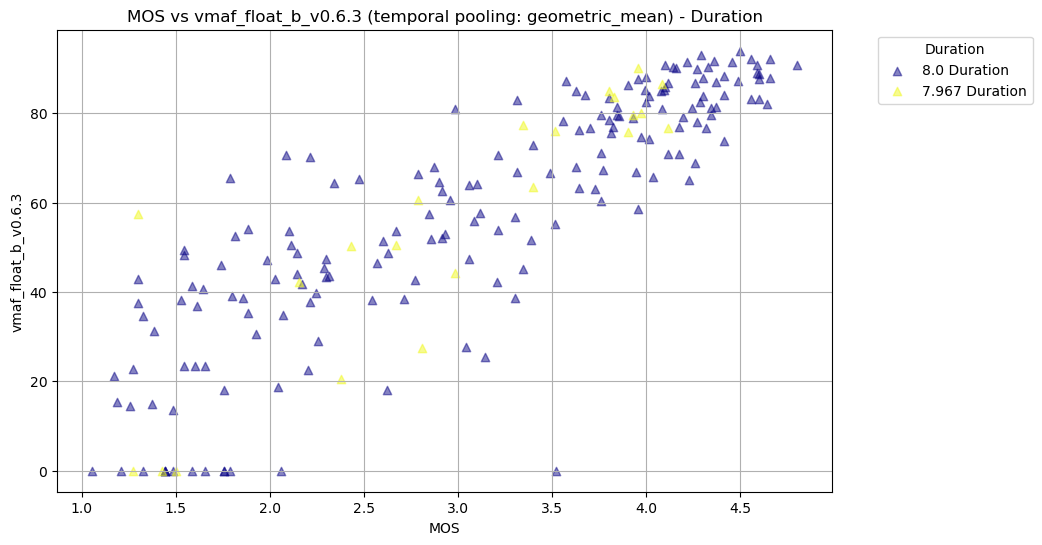 MOS vs vmaf_float_b_v0.6.3 (temporal pooling: geometric_mean) - Duration
Duration
8.0 Duration
7.967 Duration
vmaf_float_b_v0.6.3
80
60
40
20
0
1.0 1.5 2.0 2.5 3.0 3.5 4.0 4.5
MOS